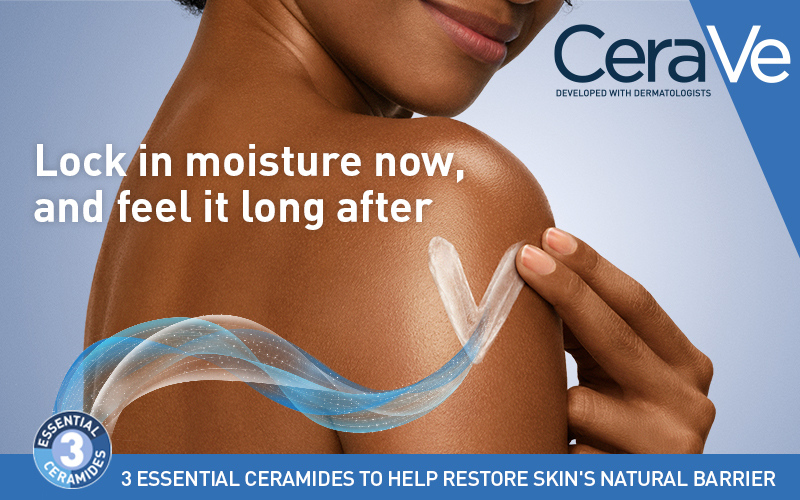 CeraVe
DEVELOPED WITH DERMATOLOGISTS
Lock in moisture now,
and feel it long after
ESSENTIAL
3
CERAMIDES
3 ESSENTIAL CERAMIDES TO HELP RESTORE SKIN'S NATURAL BARRIER